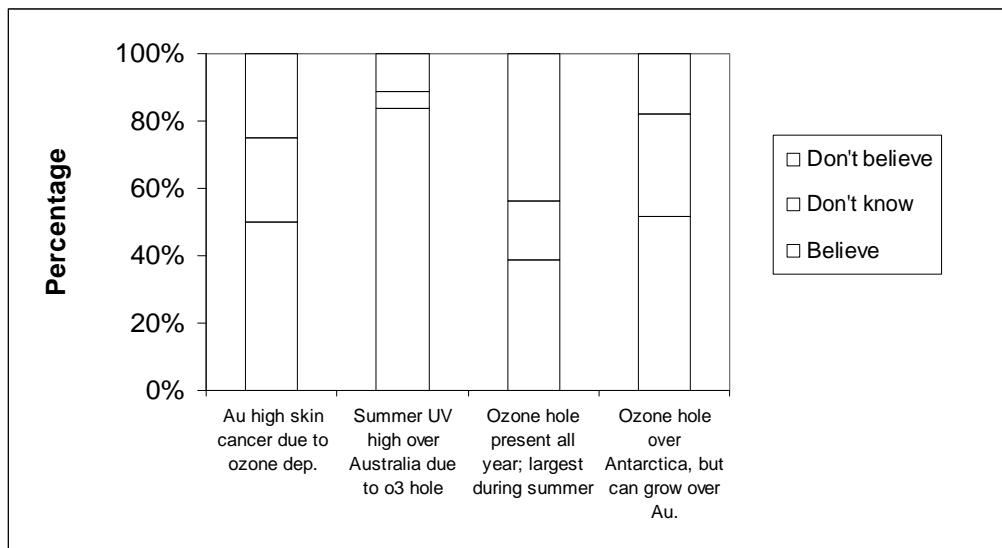 Percentage
100%
80%
60%
40%
20%
0%
Au high skin
cancer due to
ozone dep.
Summer UV
high over
Australia due
to o3 hole
Ozone hole
present all
year; largest
during summer
Ozone hole
over
Antarctica, but
can grow over
Au.
Don't believe
Don't know
Believe